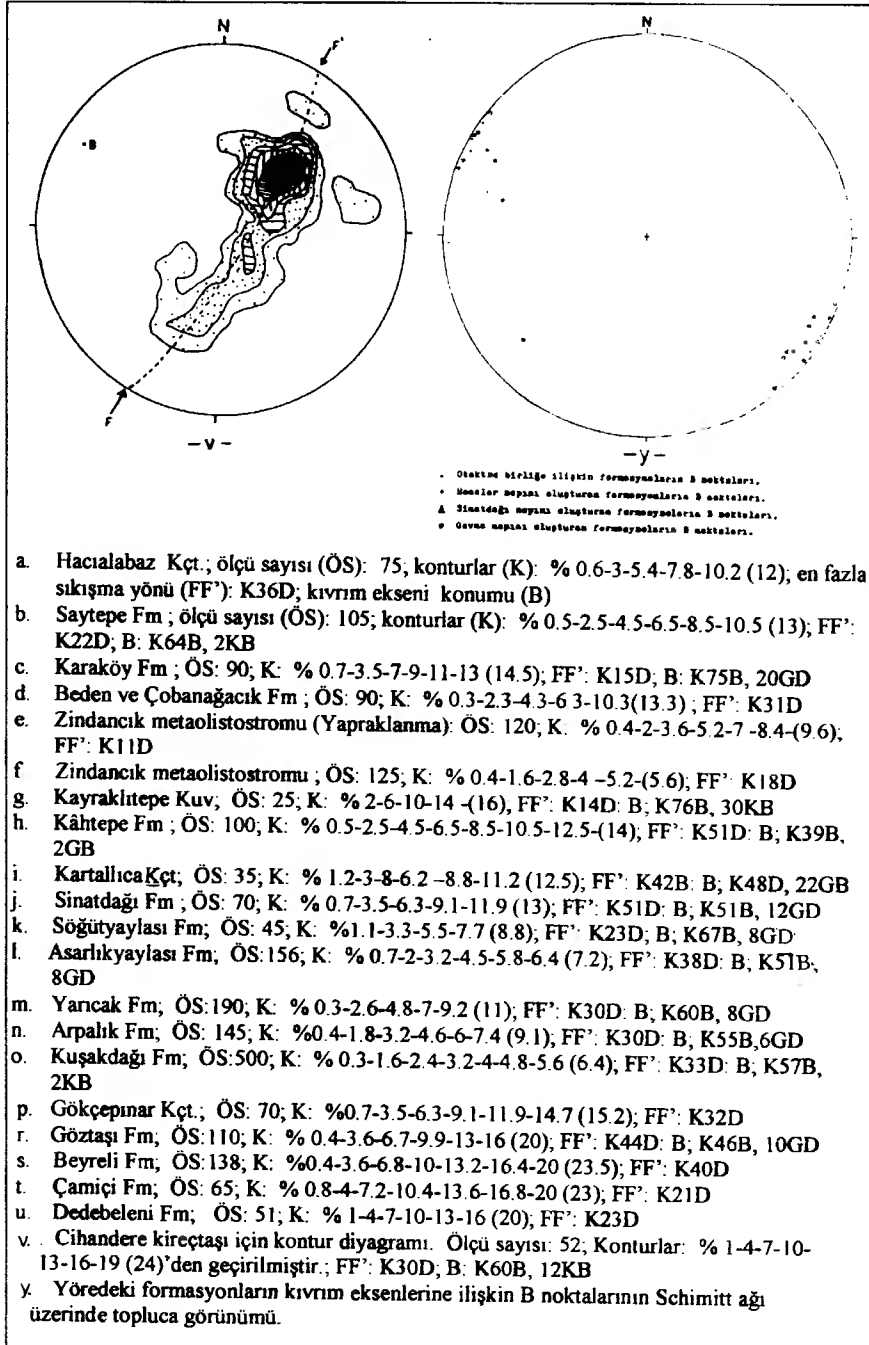 N
F'
B
F
- v -
N
- y -
. Otoktон birliğe ilişkin formasyonların B noktaları.
napını oluşturan formasyonların B noktaları.
▲ Sinatdağı napını oluşturan formasyonların B noktaları.
napını oluşturan formasyonların B noktaları.
a. Hacıalabaz Kçt.; ölçü sayısı (ÖS): 75; konturlar (K): % 0.6-3-5.4-7.8-10.2 (12); en fazla
sıkışma yönü (FF'): K36D; kıvrım ekseni konumu (B)
b. Saytepe Fm ; ölçü sayısı (ÖS): 105; konturlar (K): % 0.5-2.5-4.5-6.5-8.5-10.5 (13); FF':
K22D; B: K64B, 2KB
c. Karaköy Fm ; ÖS: 90; K: % 0.7-3.5-7-9-11-13 (14.5); FF': K15D; B: K75B, 20GD
d. Beden ve Çobanağacık Fm ; ÖS: 90; K: % 0.3-2.3-4.3-6 3-10.3(13.3) ; FF': K31D
e. Zindancık metaolistostromu (Yapraklanma): ÖS: 120; K: % 0.4-2-3.6-5.2-7 -8.4-(9.6);
FF': K11D
f Zindancık metaolistostromu ; ÖS: 125; K: % 0.4-1.6-2.8-4 –5.2-(5.6); FF': K18D
g. Kayraklıtepe Kuv; ÖS: 25; K: % 2-6-10-14 -(16), FF': K14D: B; K76B, 30KB
h. Kâhtepe Fm ; ÖS: 100; K: % 0.5-2.5-4.5-6.5-8.5-10.5-12.5-(14); FF': K51D: B; K39B,
2GB
i. Kartallıca Kçt; ÖS: 35; K: % 1.2-3-8-6.2 –8.8-11.2 (12.5); FF': K42B: B; K48D, 22GB
j. Sinatdağı Fm ; ÖS: 70; K: % 0.7-3.5-6.3-9.1-11.9 (13); FF': K51D: B; K51B, 12GD
k. Söğütyaylası Fm; ÖS: 45; K: %1.1-3.3-5.5-7.7 (8.8); FF': K23D; B; K67B, 8GD
l. Asarlıkyaylası Fm; ÖS:156; K: % 0.7-2-3.2-4.5-5.8-6.4 (7.2); FF': K38D: B; K51B,
8GD
m. Yarıcak Fm; ÖS:190; K: % 0.3-2.6-4.8-7-9.2 (11); FF': K30D: B; K60B, 8GD
n. Arpalık Fm; ÖS: 145; K: %0.4-1.8-3.2-4.6-6-7.4 (9.1); FF': K30D: B; K55B,6GD
o. Kuşakdağı Fm; ÖS:500; K: % 0.3-1.6-2.4-3.2-4-4.8-5.6 (6.4); FF': K33D: B; K57B,
2KB
p. Gökçepınar Kçt.; ÖS: 70; K: %0.7-3.5-6.3-9.1-11.9-14.7 (15.2); FF': K32D
r. Göztaşı Fm; ÖS:110; K: % 0.4-3.6-6.7-9.9-13-16 (20); FF': K44D: B; K46B, 10GD
s. Beyreli Fm; ÖS:138; K: %0.4-3.6-6.8-10-13.2-16.4-20 (23.5); FF': K40D
t. Çamiçi Fm; ÖS: 65; K: % 0.8-4-7.2-10.4-13.6-16.8-20 (23); FF': K21D
u. Dedebeleni Fm; ÖS: 51; K: % 1-4-7-10-13-16 (20); FF': K23D
v. Cihandere kireçtaşı için kontur diyagramı. Ölçü sayısı: 52; Konturlar: % 1-4-7-10-
13-16-19 (24)'den geçirilmiştir.; FF': K30D; B: K60B, 12KB
y. Yöredeki formasyonların kıvrım eksenlerine ilişkin B noktalarının Schimitt ağı
üzerinde topluca görünümü.